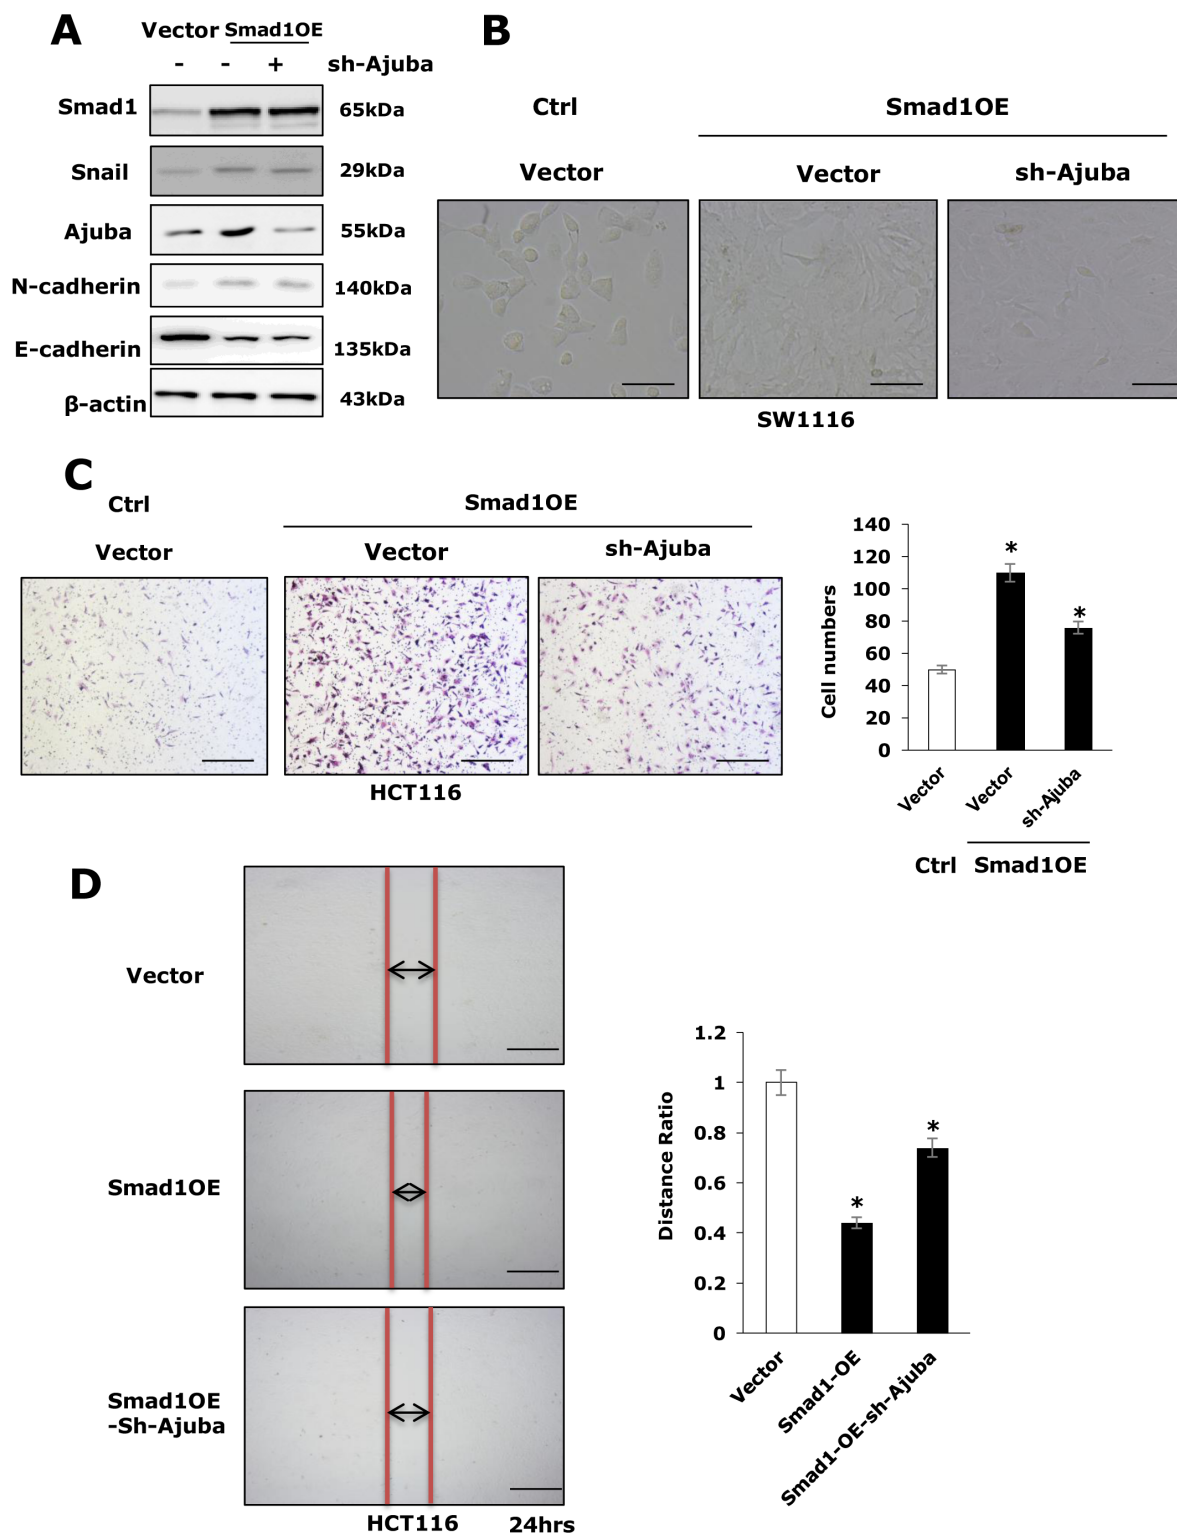 A
Vector Smad1OE
- - + sh-Ajuba
Smad1 65kDa
Snail 29kDa
Ajuba 55kDa
N-cadherin 140kDa
E-cadherin 135kDa
β-actin 43kDa
B
Ctrl Smad1OE
Vector Vector sh-Ajuba
SW1116
C
Ctrl Smad1OE
Vector Vector sh-Ajuba
HCT116
Cell numbers
140
120
100
80
60
40
20
0
*
*
Vector Vector sh-Ajuba
Ctrl Smad1OE
D
Vector
Smad1OE
Smad1OE
-Sh-Ajuba
HCT116 24hrs
Distance Ratio
1.2
1
0.8
0.6
0.4
0.2
0
*
*
Vector
Smad1-OE
Smad1-OE-sh-Ajuba